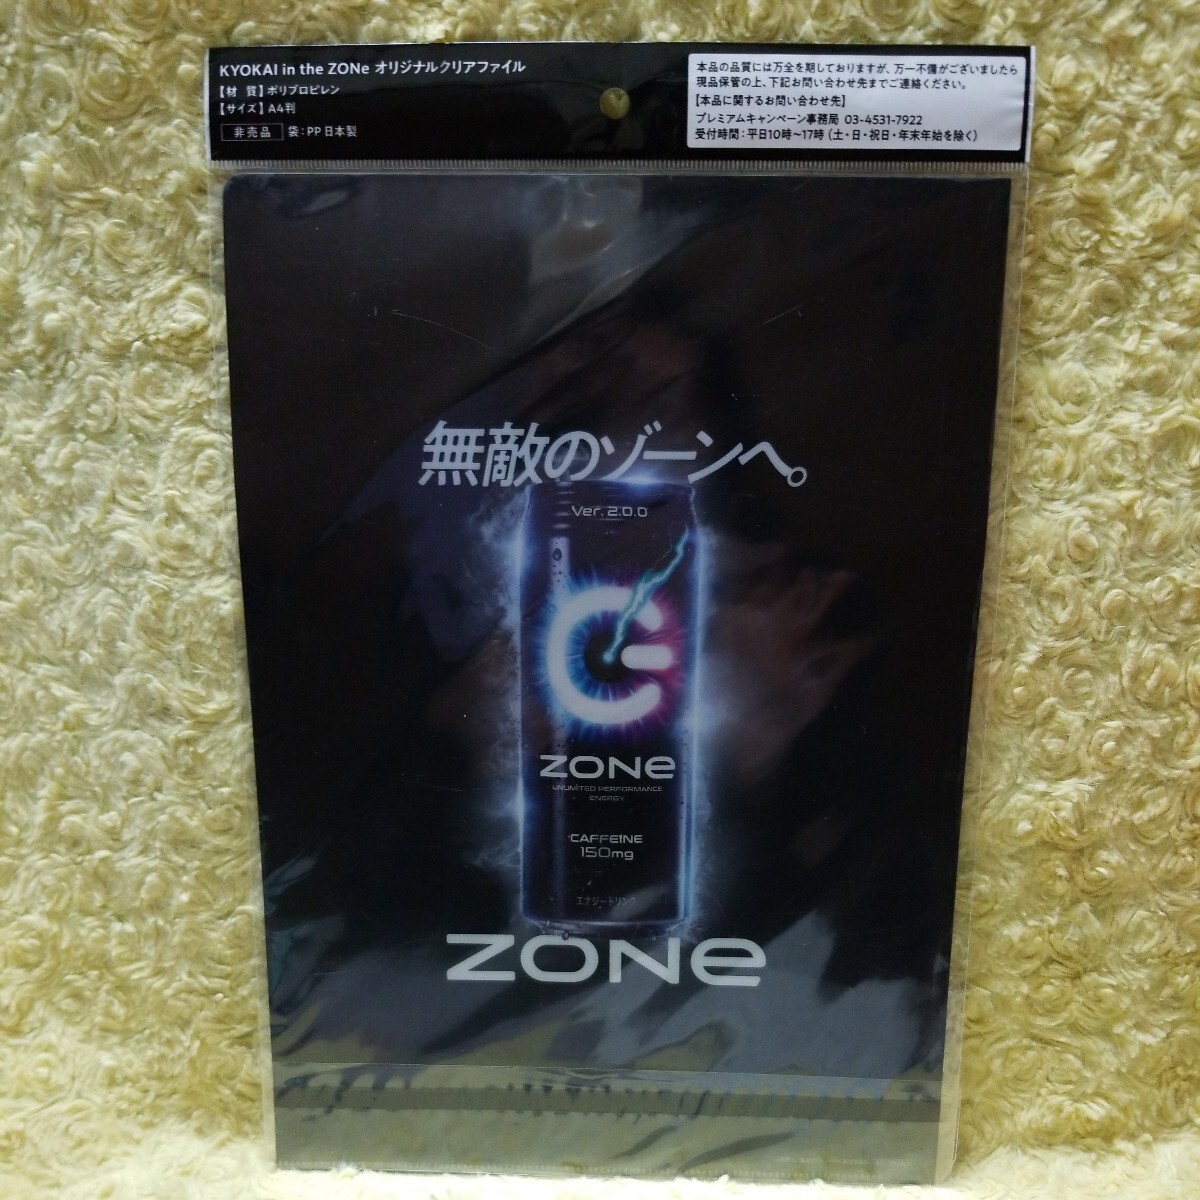 KYOKAI in the ZONe オリジナルクリアファイル
【材 質】ポリプロピレン
【サイズ】A4判
非売品 袋：PP 日本製
本品の品質には万全を期しておりますが、万一不備がございましたら
現品保管の上、下記お問い合わせ先までご連絡ください。
【本品に関するお問い合わせ先】
プレミアムキャンペーン事務局 03-4531-7922
受付時間：平日10時〜17時（土・日・祝日・年末年始を除く）
無敵のゾーンへ。
Ver. 2.0.0
ZONe
UNLIMITED PERFORMANCE
ENERGY
CAFFEINE
150mg
エナジードリンク
ZONe